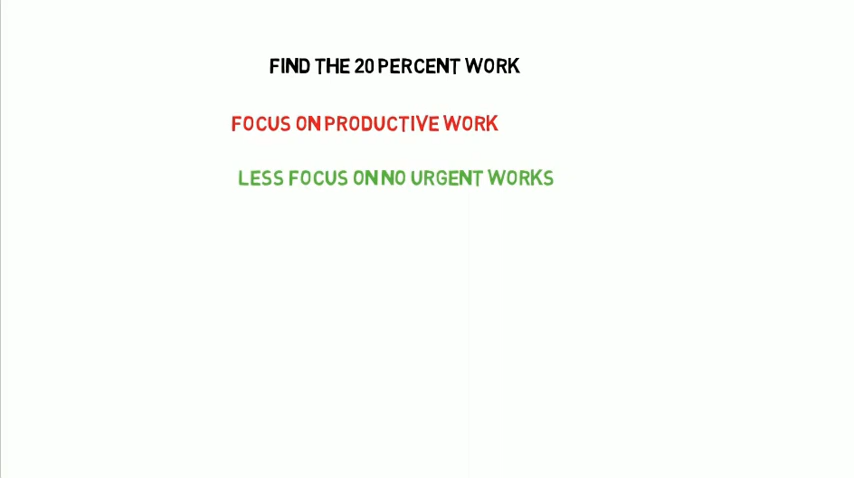 FIND THE 20 PERCENT WORK
FOCUS ON PRODUCTIVE WORK
LESS FOCUS ON NO URGENT WORKS